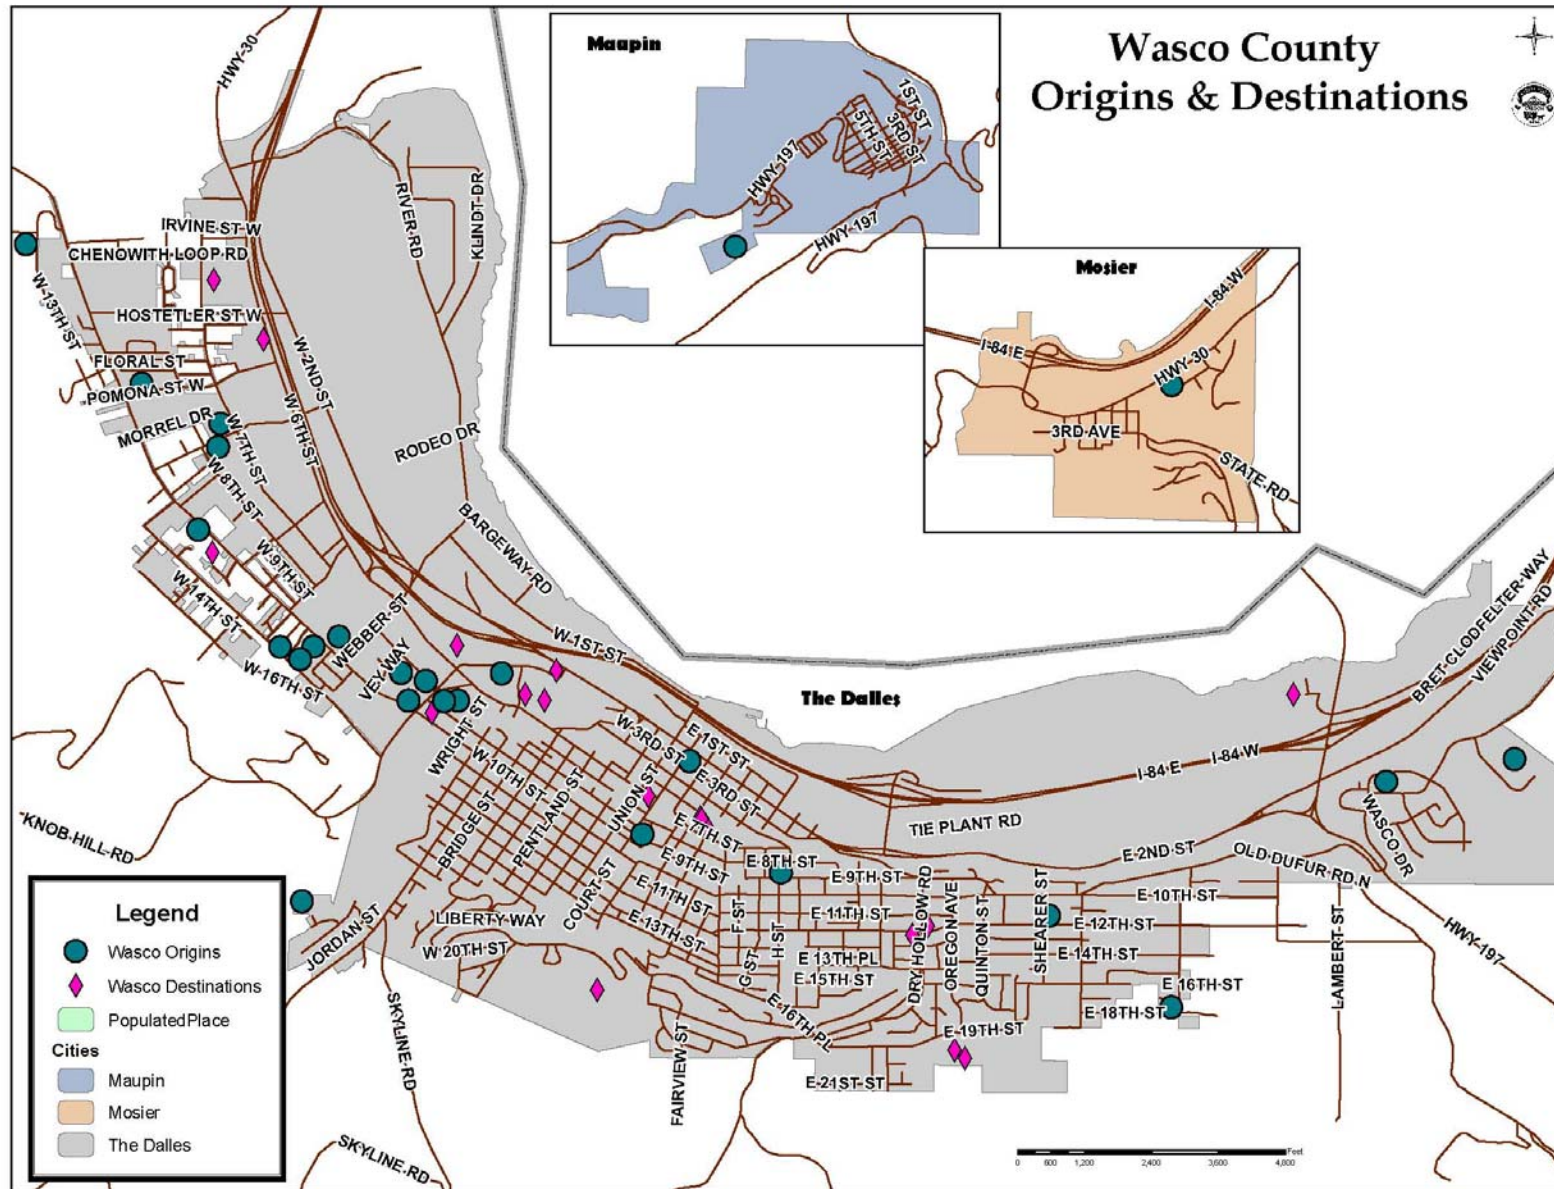 Wasco County
Origins & Destinations
Maupin
1ST ST
3RD ST
5TH ST
HWY 197
HWY 197
Mosier
I-84 W
I-84 E
HWY-30
3RD AVE
STATE RD
HWY-30
IRVINE ST W
CHENOWITH LOOP RD
W-13TH ST
HOSTETLER ST W
FLORAL ST
POMONA ST W
MORREL DR
W 7TH ST
W 8TH ST
W 6TH ST
W 2ND ST
RIVER RD
KLINDT DR
RODEO DR
BARGEWAY RD
W 9TH ST
W 14TH ST
WEBBER ST
VEY WAY
W-16TH ST
W 1ST ST
The Dalles
BRET CLODFELTER WAY
VIEWPOINT RD
I-84 E
I-84 W
WRIGHT ST
W 3RD ST
E 1ST ST
E 3RD ST
W 10TH ST
UNION ST
PENTLAND ST
BRIDGE ST
E 7TH ST
TIE PLANT RD
E 2ND ST
OLD DUFUR RD N
WASCO DR
KNOB HILL RD
E 8TH ST
E 9TH ST
E 9TH ST
E 10TH ST
E 11TH ST
E 11TH ST
E 12TH ST
COURT ST
LIBERTY WAY
JORDAN ST
W 20TH ST
E 13TH ST
F ST
G ST
H ST
E 13TH PL
E 15TH ST
DRY HOLLOW RD
OREGON AVE
QUINTON ST
SHEARER ST
E 14TH ST
LAMBERT ST
HWY-197
E 16TH ST
E 18TH ST
E 16TH PL
E 19TH ST
E 21ST ST
FAIRVIEW ST
SKYLINE RD
SKYLINE RD
Legend
Wasco Origins
Wasco Destinations
PopulatedPlace
Cities
Maupin
Mosier
The Dalles
Feet
0 600 1,200 2,400 3,600 4,800